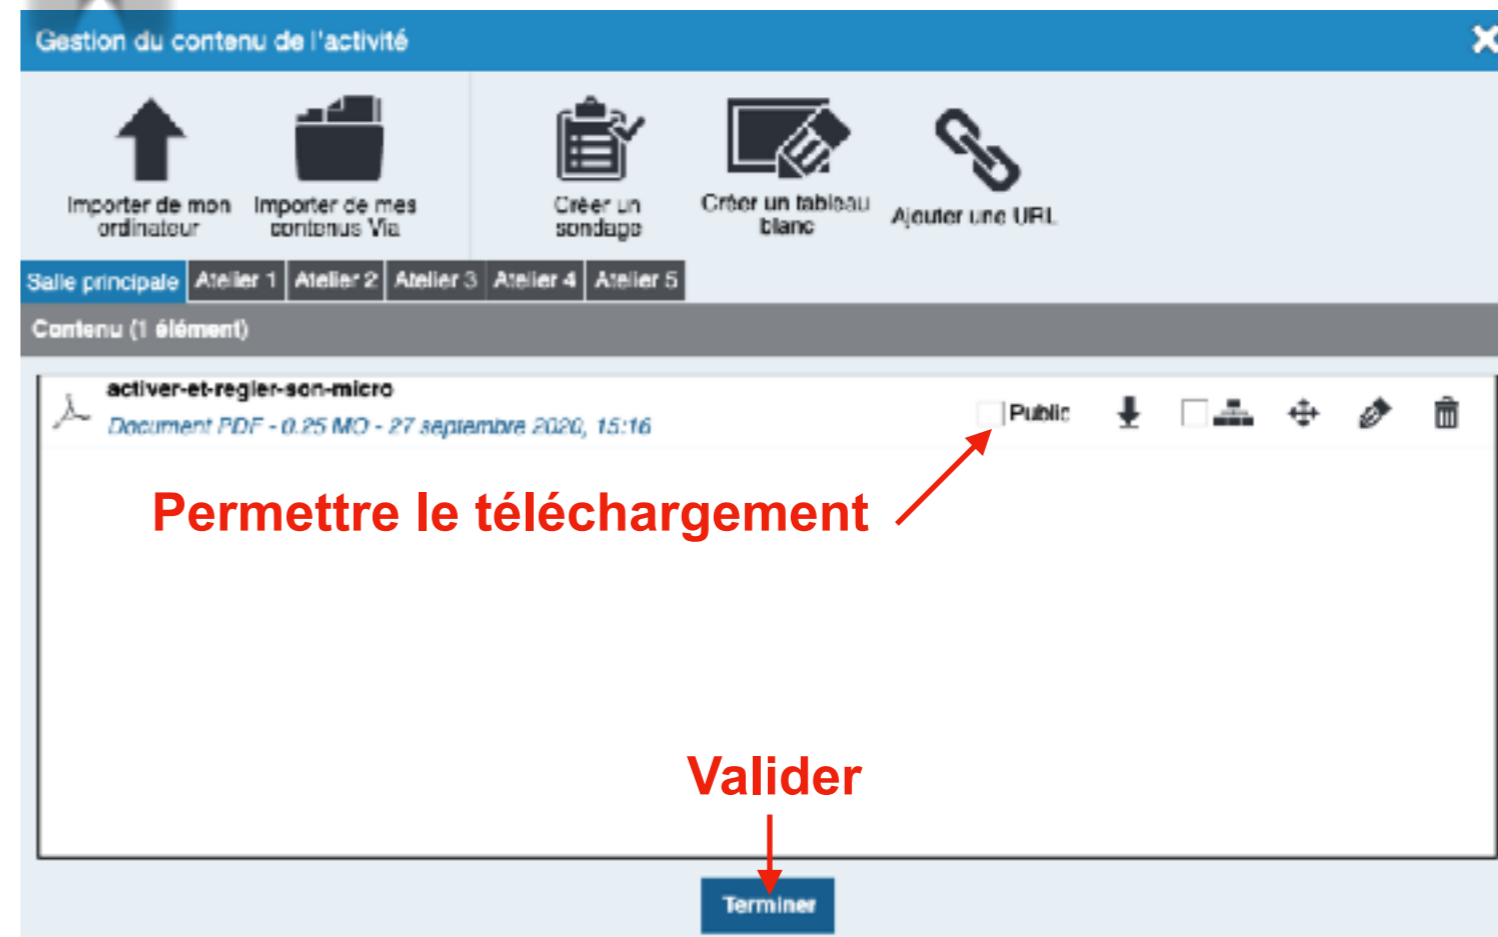 Gestion du contenu de l'activité
Importer de mon
ordinateur
Importer de mes
contenus Via
Créer un
sondage
Créer un tableau
blanc
Ajouter une URL
Salle principale Atelier 1 Atelier 2 Atelier 3 Atelier 4 Atelier 5
Contenu (1 élément)
activer-et-regler-son-micro
Document PDF - 0.25 MO - 27 septembre 2020, 15:16
Public
Permettre le téléchargement
Valider
Terminer